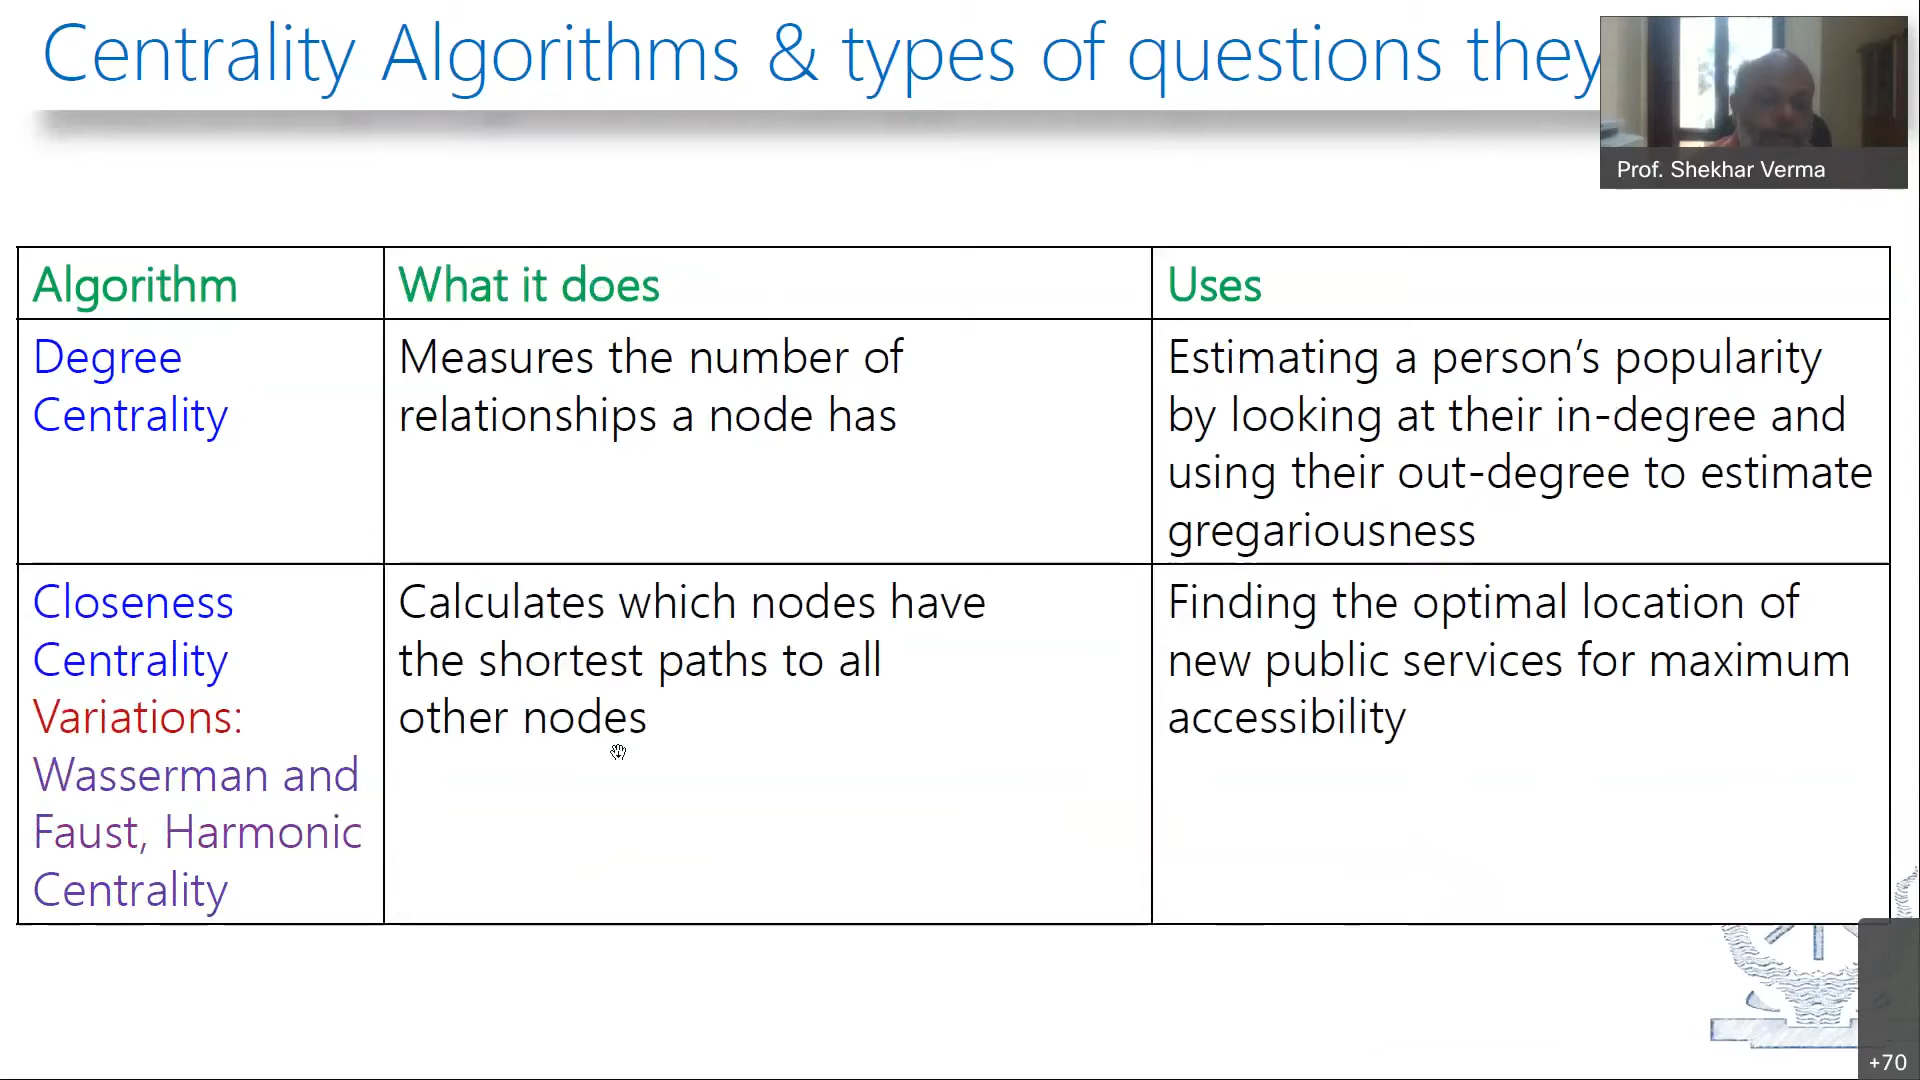 Centrality Algorithms & types of questions they
Prof. Shekhar Verma
Algorithm
What it does
Uses
Degree
Centrality
Measures the number of
relationships a node has
Estimating a person’s popularity
by looking at their in-degree and
using their out-degree to estimate
gregariousness
Closeness
Centrality
Variations:
Wasserman and
Faust, Harmonic
Centrality
Calculates which nodes have
the shortest paths to all
other nodes
Finding the optimal location of
new public services for maximum
accessibility
+70